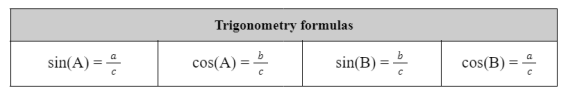 Trigonometry formulas
sin(A) = a/c cos(A) = b/c sin(B) = b/c cos(B) = a/c